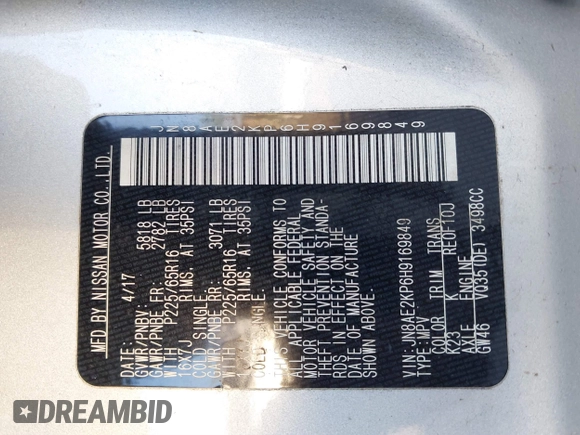 MFD BY NISSAN MOTOR CO.,LTD.
JN8AE2KP6H9169849
DATE: 4/17
GVWR/PNBV: 5818 LB
GAWR/PNBE FR: 2782 LB
WITH P225/65R16 TIRES
16X7J RIMS, AT 35PSI
COLD SINGLE
GAWR/PNBE RR: 3071 LB
WITH P225/65R16 TIRES
RIMS, AT 35PSI
COLD SINGLE
THIS VEHICLE CONFORMS TO
ALL APPLICABLE FEDERAL
MOTOR VEHICLE SAFETY AND
THEFT PREVENTION STANDA-
RDS IN EFFECT ON THE
DATE OF MANUFACTURE
SHOWN ABOVE.
VIN: JN8AE2KP6H9169849
TYPE: MPV
COLOR TRIM TRANS
K23 K RE0F10J
AXLE ENGINE
GW46 VQ35(DE) 3498CC
DREAMBID